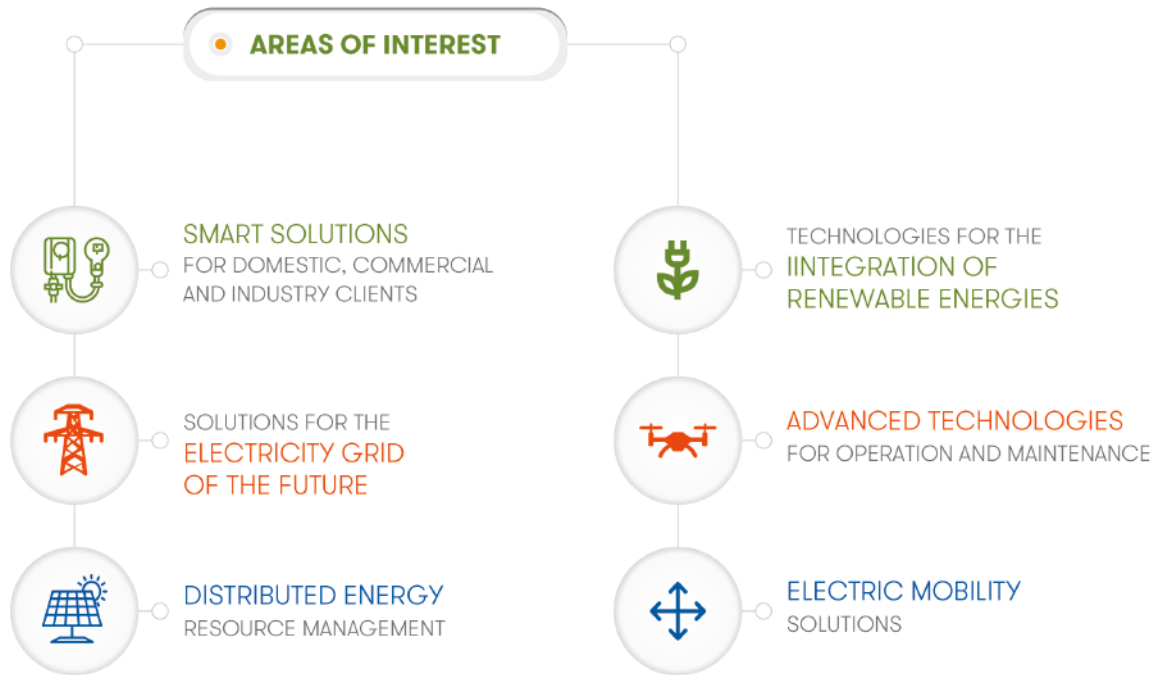 AREAS OF INTEREST
SMART SOLUTIONS
FOR DOMESTIC, COMMERCIAL
AND INDUSTRY CLIENTS
SOLUTIONS FOR THE
ELECTRICITY GRID
OF THE FUTURE
DISTRIBUTED ENERGY
RESOURCE MANAGEMENT
TECHNOLOGIES FOR THE
IINTEGRATION OF
RENEWABLE ENERGIES
ADVANCED TECHNOLOGIES
FOR OPERATION AND MAINTENANCE
ELECTRIC MOBILITY
SOLUTIONS